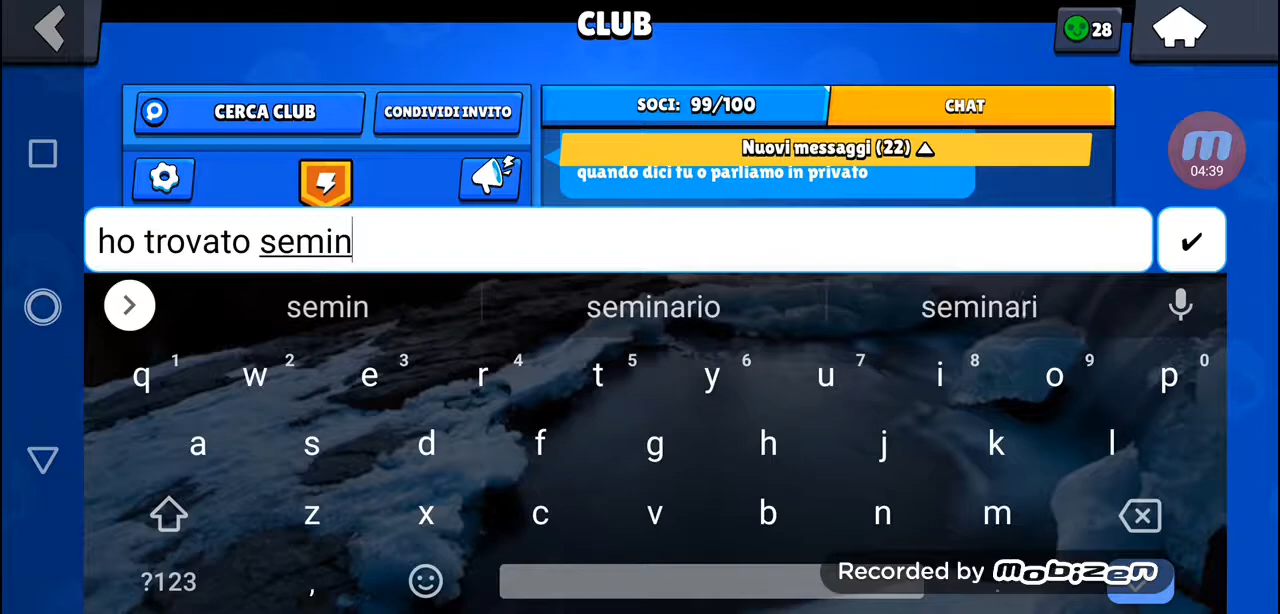 CLUB
28
CERCA CLUB
CONDIVIDI INVITO
SOCI: 99/100
CHAT
Nuovi messaggi (22)
quando dici tu o parliamo in privato
04:39
ho trovato semin
semin seminario seminari
1 2 3 4 5 6 7 8 9 0
q w e r t y u i o p
a s d f g h j k l
z x c v b n m
?123 , .
Recorded by mobizen